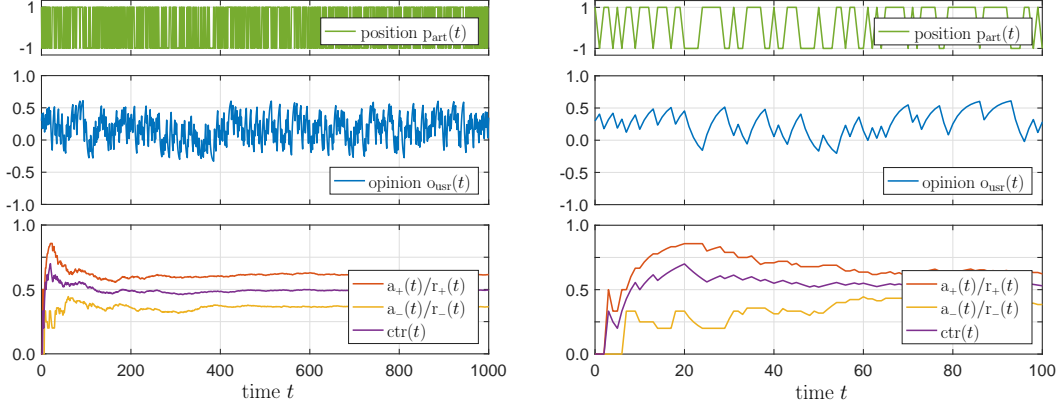 1
-1
position p_art(t)
1.0
0.5
0.0
-0.5
-1.0
opinion o_usr(t)
1.0
0.5
0.0
a_+(t)/r_+(t)
a_−(t)/r_−(t)
ctr(t)
0 200 400 600 800 1000
time t
1
-1
position p_art(t)
1.0
0.5
0.0
-0.5
-1.0
opinion o_usr(t)
1.0
0.5
0.0
a_+(t)/r_+(t)
a_−(t)/r_−(t)
ctr(t)
0 20 40 60 80 100
time t